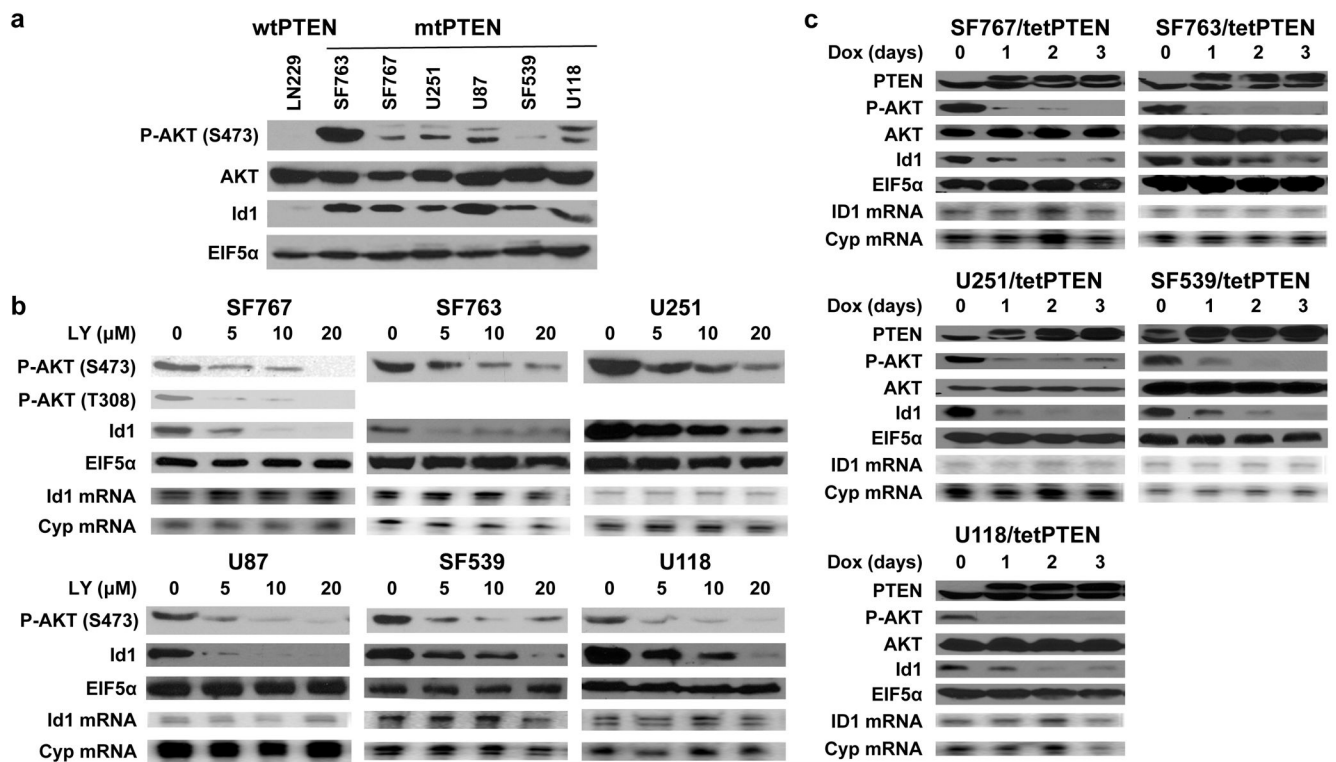 a
wtPTEN mtPTEN
LN229 SF763 SF767 U251 U87 SF539 U118
P-AKT (S473)
AKT
Id1
EIF5α
b
SF767 SF763 U251
LY (µM) 0 5 10 20 0 5 10 20 0 5 10 20
P-AKT (S473)
P-AKT (T308)
Id1
EIF5α
Id1 mRNA
Cyp mRNA
U87 SF539 U118
LY (µM) 0 5 10 20 0 5 10 20 0 5 10 20
P-AKT (S473)
Id1
EIF5α
Id1 mRNA
Cyp mRNA
c
SF767/tetPTEN SF763/tetPTEN
Dox (days) 0 1 2 3 0 1 2 3
PTEN
P-AKT
AKT
Id1
EIF5α
ID1 mRNA
Cyp mRNA
U251/tetPTEN SF539/tetPTEN
Dox (days) 0 1 2 3 0 1 2 3
PTEN
P-AKT
AKT
Id1
EIF5α
ID1 mRNA
Cyp mRNA
U118/tetPTEN
Dox (days) 0 1 2 3
PTEN
P-AKT
AKT
Id1
EIF5α
ID1 mRNA
Cyp mRNA